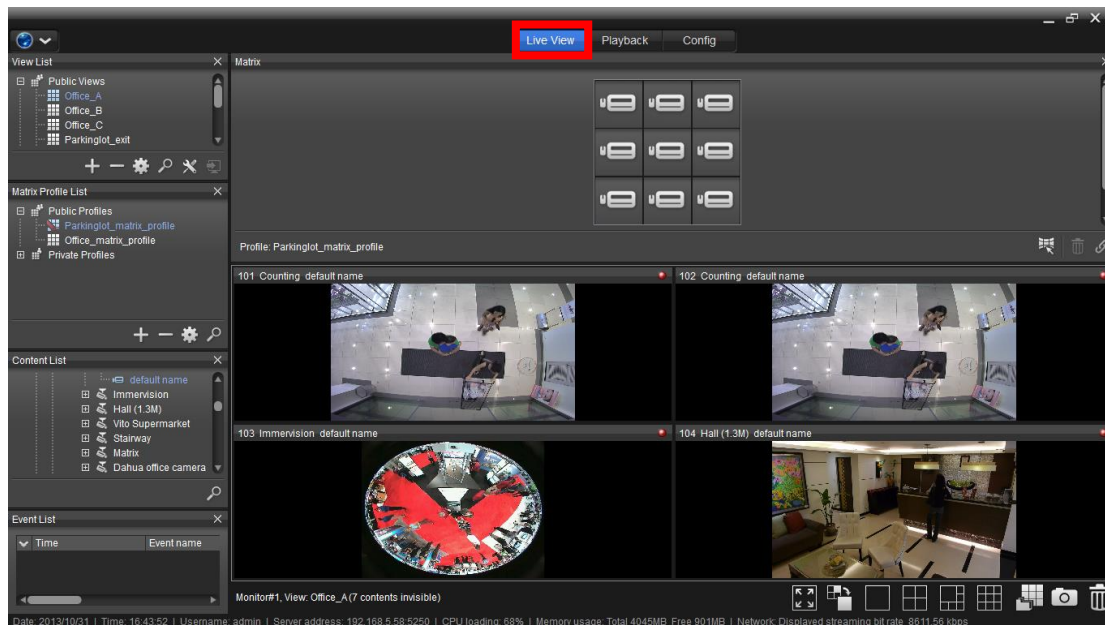 Live View Playback Config
View List
Public Views
Office_A
Office_B
Office_C
Parkinglot_exit
Matrix Profile List
Public Profiles
Parkinglot_matrix_profile
Office_matrix_profile
Private Profiles
Content List
default name
Immervision
Hall (1.3M)
Vito Supermarket
Stairway
Matrix
Dahua office camera
Event List
Time Event name
Matrix
Profile: Parkinglot_matrix_profile
101 Counting default name
102 Counting default name
103 Immervision default name
104 Hall (1.3M) default name
Monitor#1, View: Office_A (7 contents invisible)
Date: 2013/10/31 | Time: 16:43:52 | Username: admin | Server address: 192.168.5.58:5250 | CPU loading: 68% | Memory usage: Total 4045MB, Free 901MB | Network: Displayed streaming bit rate 8611.56 kbps